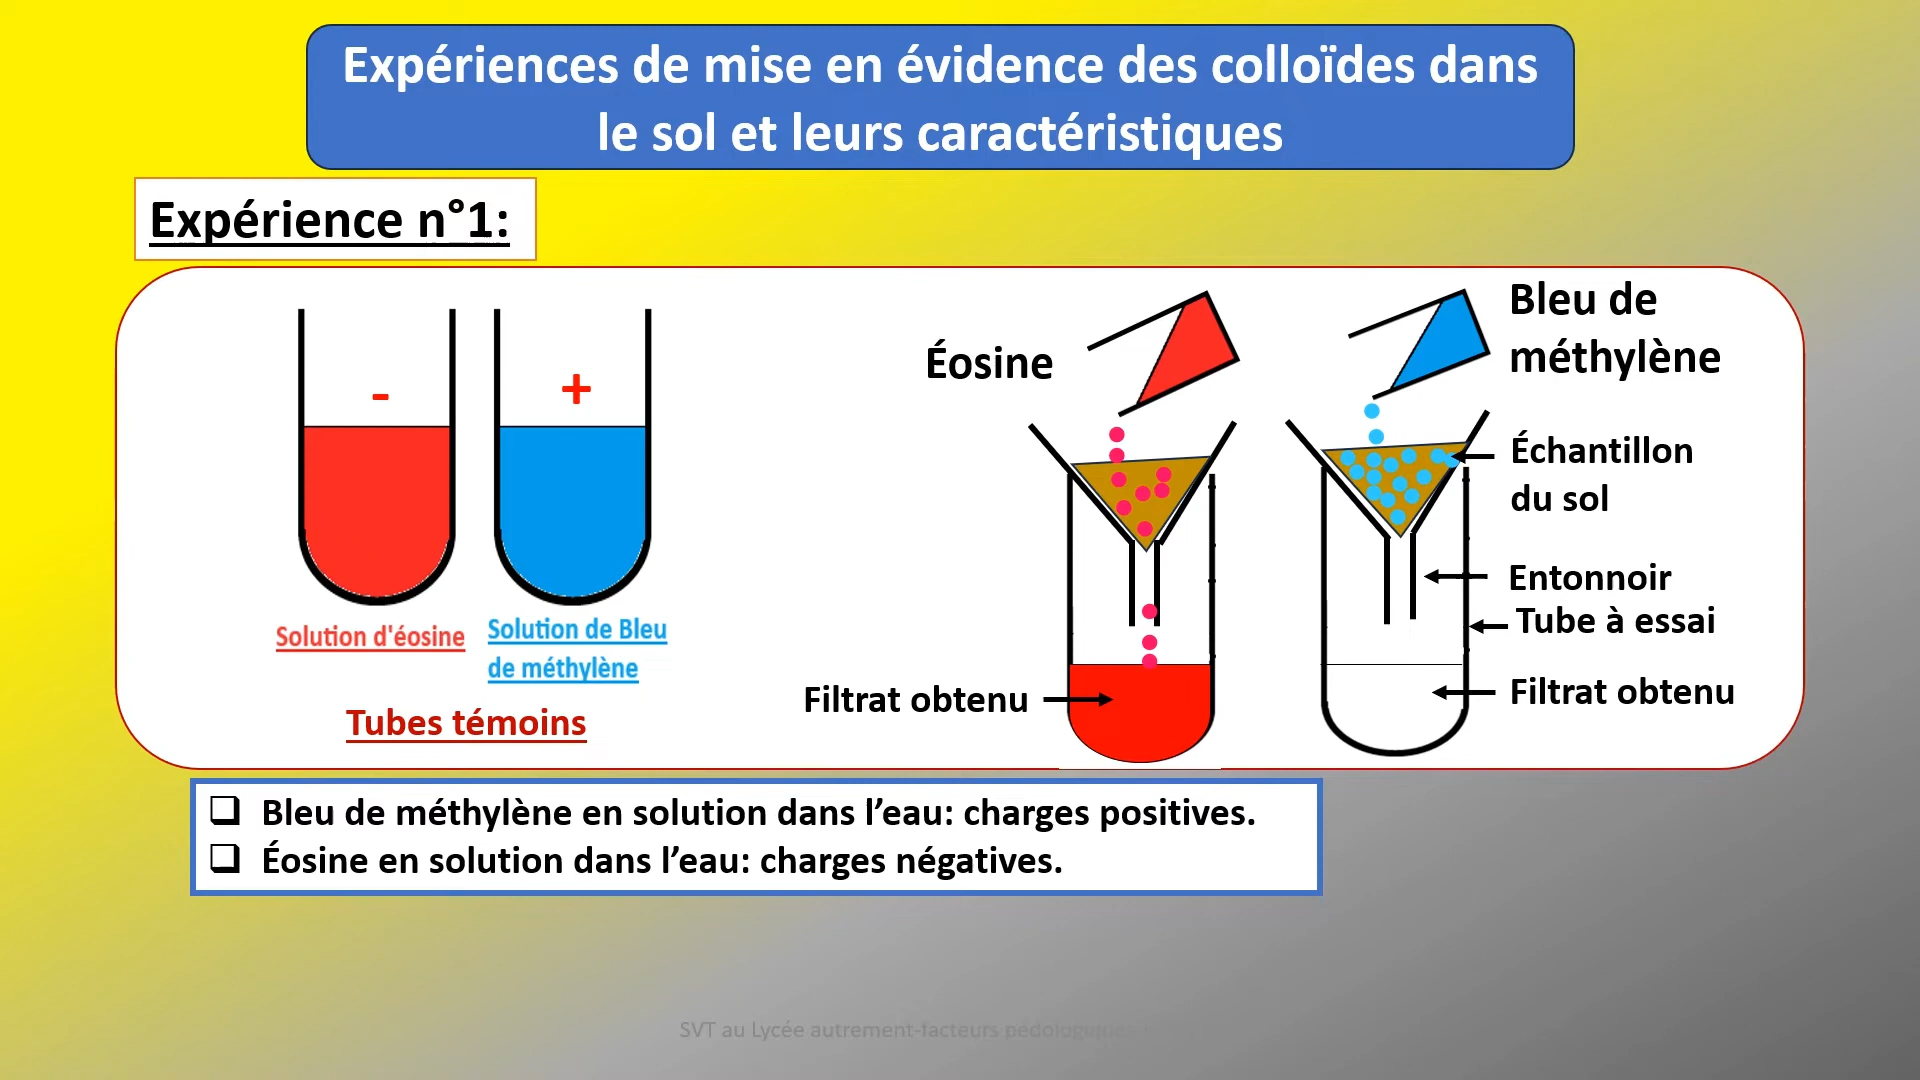 Expériences de mise en évidence des colloïdes dans
le sol et leurs caractéristiques
Expérience n°1:
-
+
Solution d'éosine
Solution de Bleu
de méthylène
Tubes témoins
Éosine
Bleu de
méthylène
Échantillon
du sol
Entonnoir
Tube à essai
Filtrat obtenu
Filtrat obtenu
❑ Bleu de méthylène en solution dans l’eau: charges positives.
❑ Éosine en solution dans l’eau: charges négatives.
SVT au Lycée autrement-facteurs pédologiques